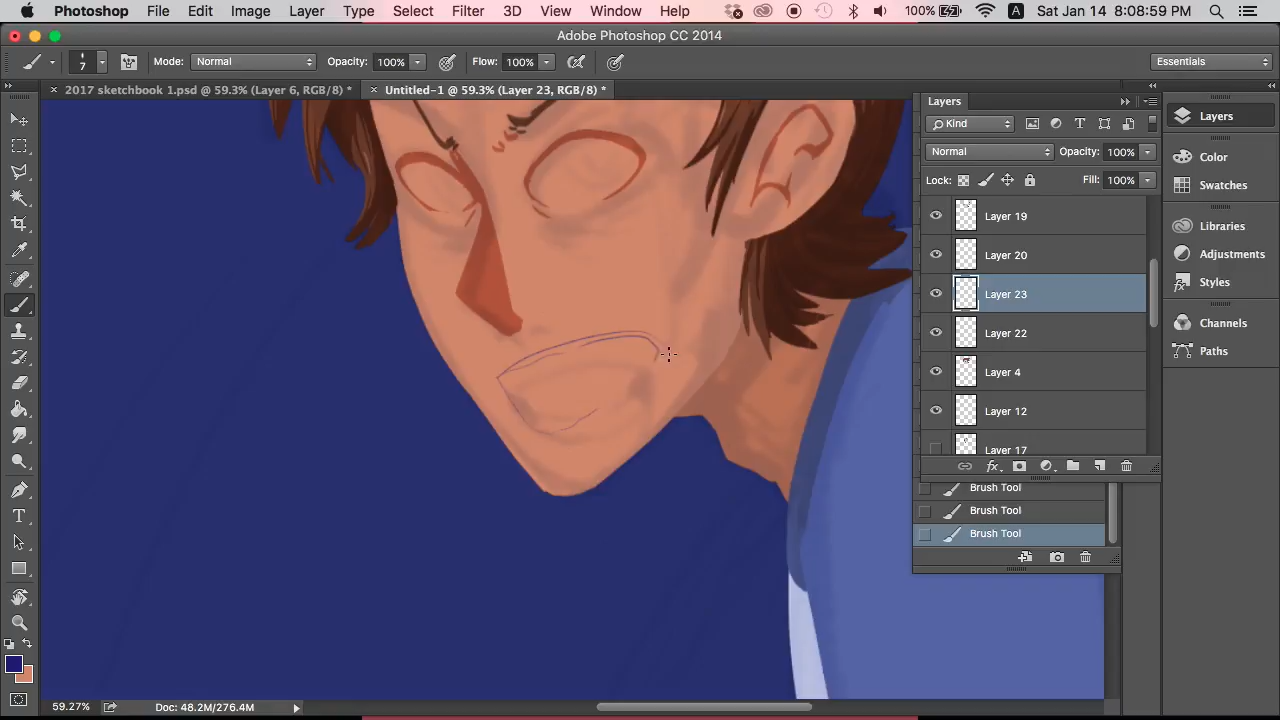 Photoshop File Edit Image Layer Type Select Filter 3D View Window Help 100% A Sat Jan 14 8:08:59 PM
Adobe Photoshop CC 2014
7 Mode: Normal Opacity: 100% Flow: 100% Essentials
2017 sketchbook 1.psd @ 59.3% (Layer 6, RGB/8) * Untitled-1 @ 59.3% (Layer 23, RGB/8) *
Layers
Kind
Normal Opacity: 100%
Lock: Fill: 100%
Layer 19
Layer 20
Layer 23
Layer 22
Layer 4
Layer 12
Layer 17
Brush Tool
Brush Tool
Brush Tool
Layers
Color
Swatches
Libraries
Adjustments
Styles
Channels
Paths
59.27% Doc: 48.2M/276.4M